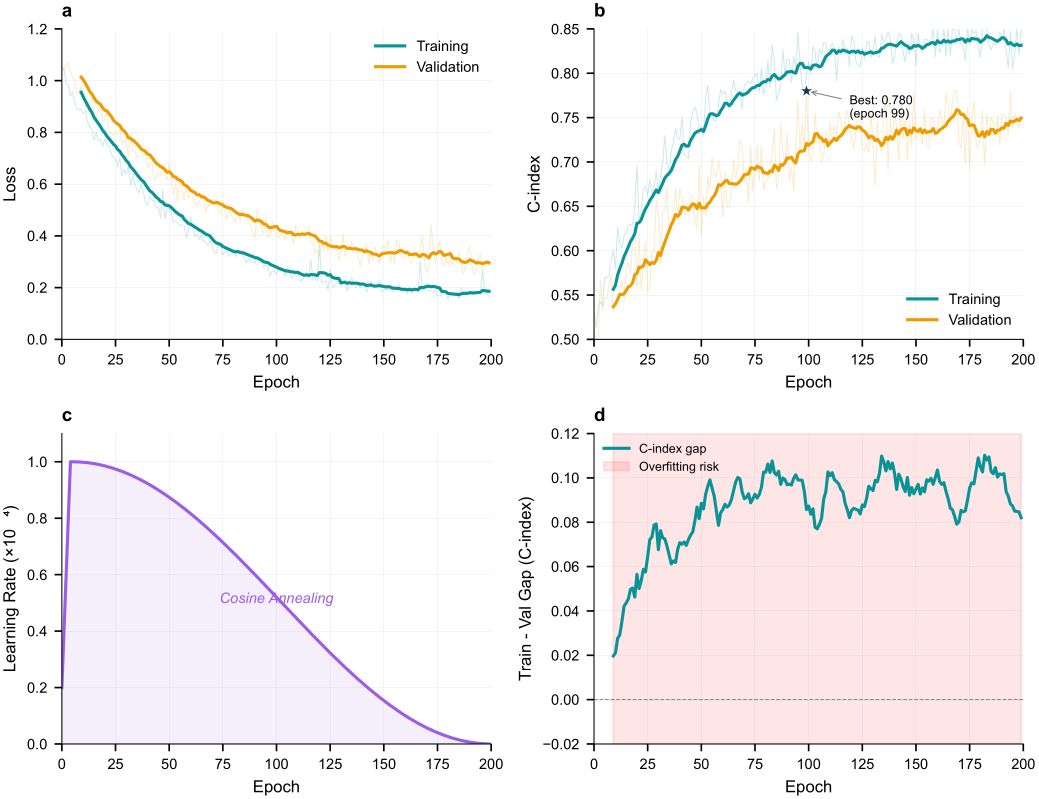 a
1.2
1.0
0.8
0.6
0.4
0.2
0.0
Loss
Training
Validation
0 25 50 75 100 125 150 175 200
Epoch
b
0.85
0.80
0.75
0.70
0.65
0.60
0.55
0.50
C-index
Best: 0.780
(epoch 99)
Training
Validation
0 25 50 75 100 125 150 175 200
Epoch
c
1.0
0.8
0.6
0.4
0.2
0.0
Learning Rate (×10 4)
Cosine Annealing
0 25 50 75 100 125 150 175 200
Epoch
d
0.12
0.10
0.08
0.06
0.04
0.02
0.00
−0.02
Train - Val Gap (C-index)
C-index gap
Overfitting risk
0 25 50 75 100 125 150 175 200
Epoch